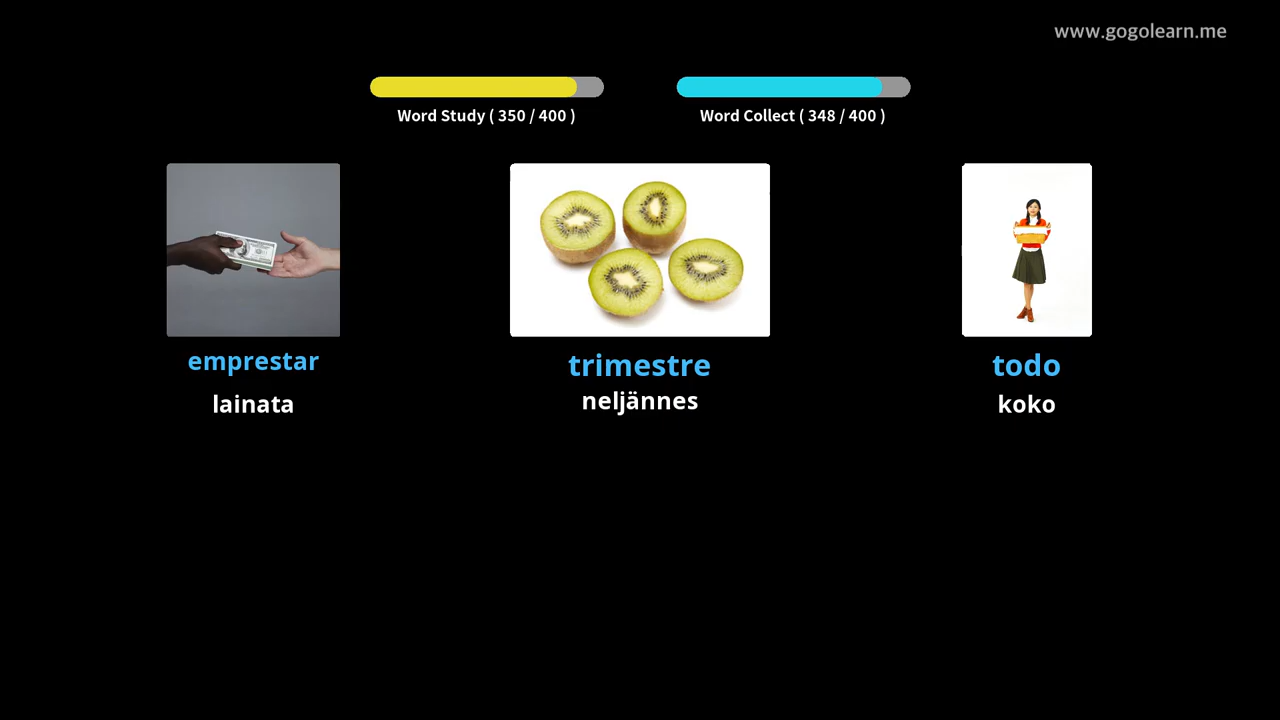 www.gogolearn.me
Word Study ( 350 / 400 )
Word Collect ( 348 / 400 )
emprestar
trimestre
todo
lainata
neljännes
koko